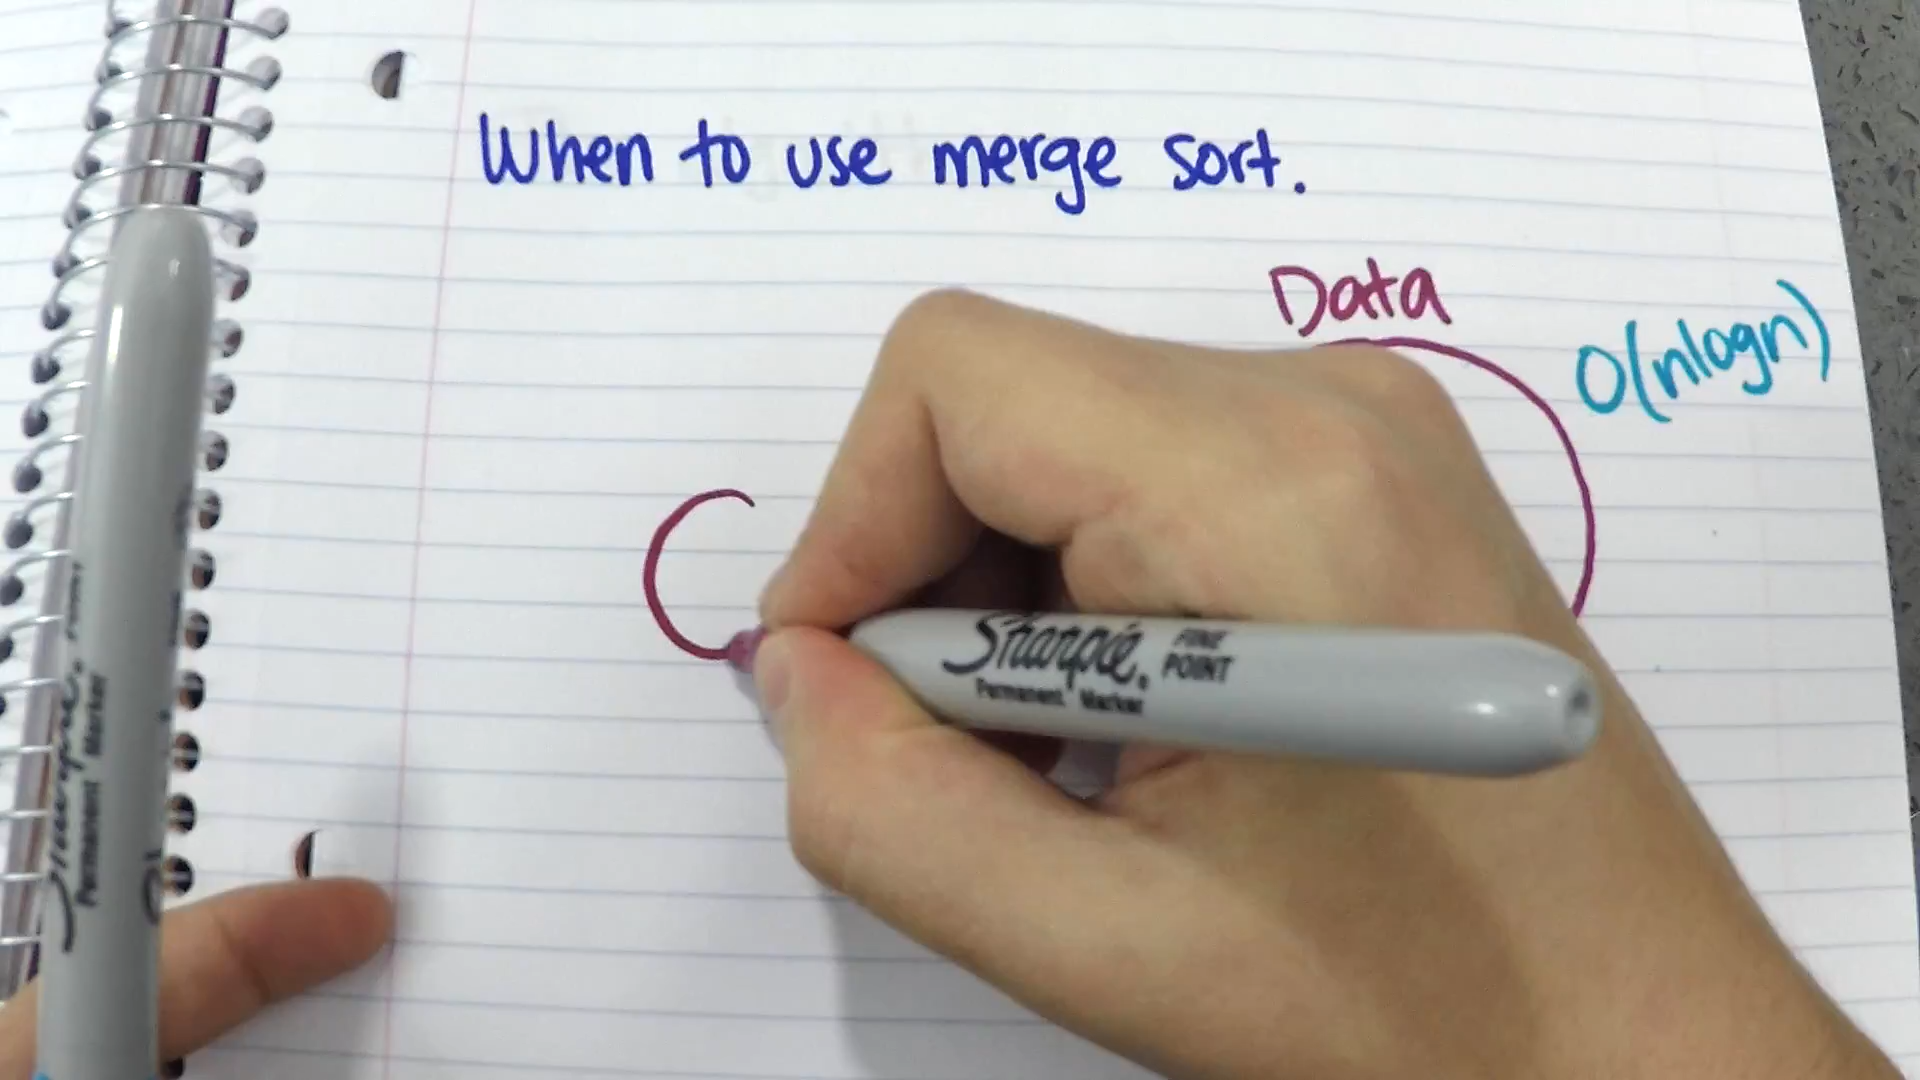 When to use merge sort.
Data
O(nlogn)
Sharpie. FINE POINT
Permanent Marker
Sharpie.
Permanent Marker